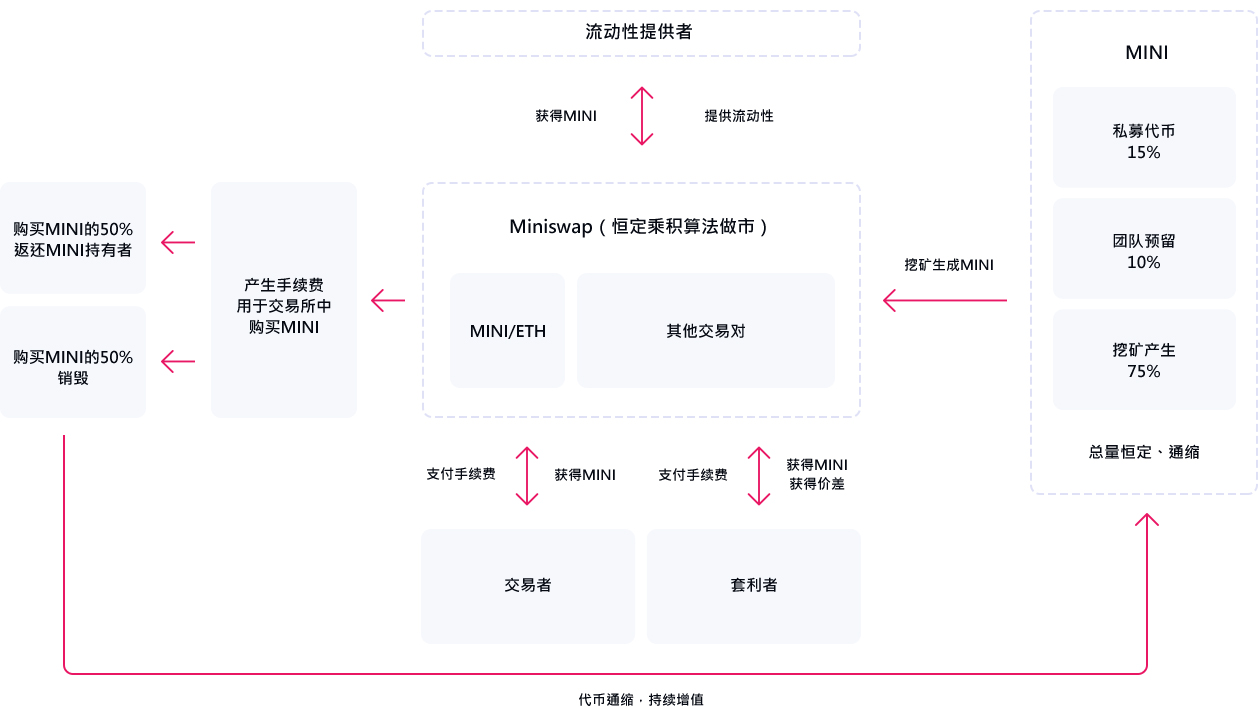 流动性提供者
获得MINI
提供流动性
MINI
私募代币
15%
团队预留
10%
挖矿产生
75%
总量恒定、通缩
挖矿生成MINI
Miniswap（恒定乘积算法做市）
MINI/ETH
其他交易对
产生手续费
用于交易所中
购买MINI
购买MINI的50%
返还MINI持有者
购买MINI的50%
销毁
支付手续费
获得MINI
支付手续费
获得MINI
获得价差
交易者
套利者
代币通缩·持续增值